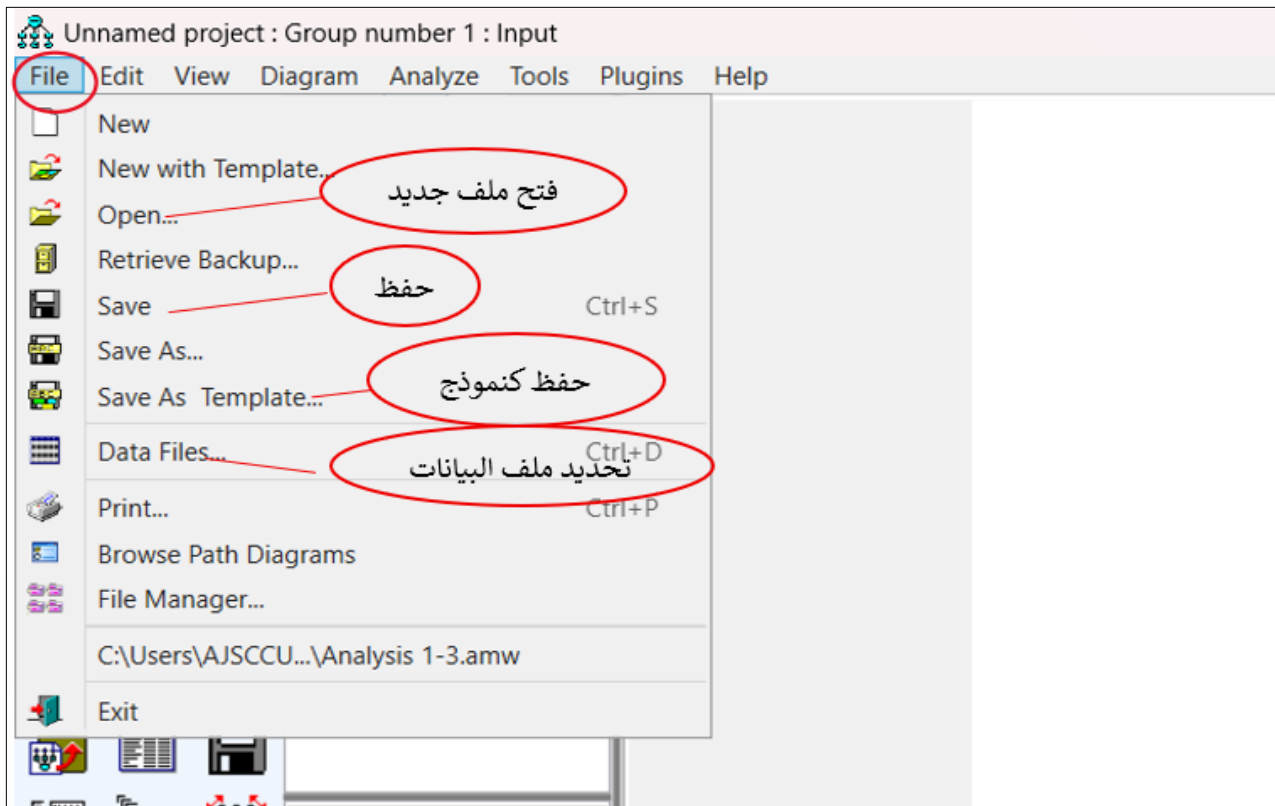 Unnamed project : Group number 1 : Input
File Edit View Diagram Analyze Tools Plugins Help
New
New with Template...
فتح ملف جديد
Open...
Retrieve Backup...
حفظ
Save Ctrl+S
Save As...
حفظ كنموذج
Save As Template...
Data Files... Ctrl+D
تحديد ملف البيانات
Print... Ctrl+P
Browse Path Diagrams
File Manager...
C:\Users\AJSCCU...\Analysis 1-3.amw
Exit